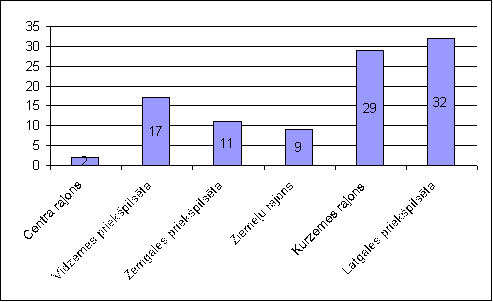 35
30
25
20
15
10
5
0
2
17
11
9
29
32
Centra rajons
Vidzemes priekšpilsēta
Zemgales priekšpilsēta
Ziemeļu rajons
Kurzemes rajons
Latgales priekšpilsēta